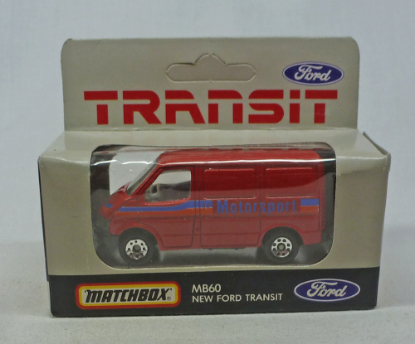 Ford
TRANSIT
Motorsport
MATCHBOX
MB60
NEW FORD TRANSIT
Ford